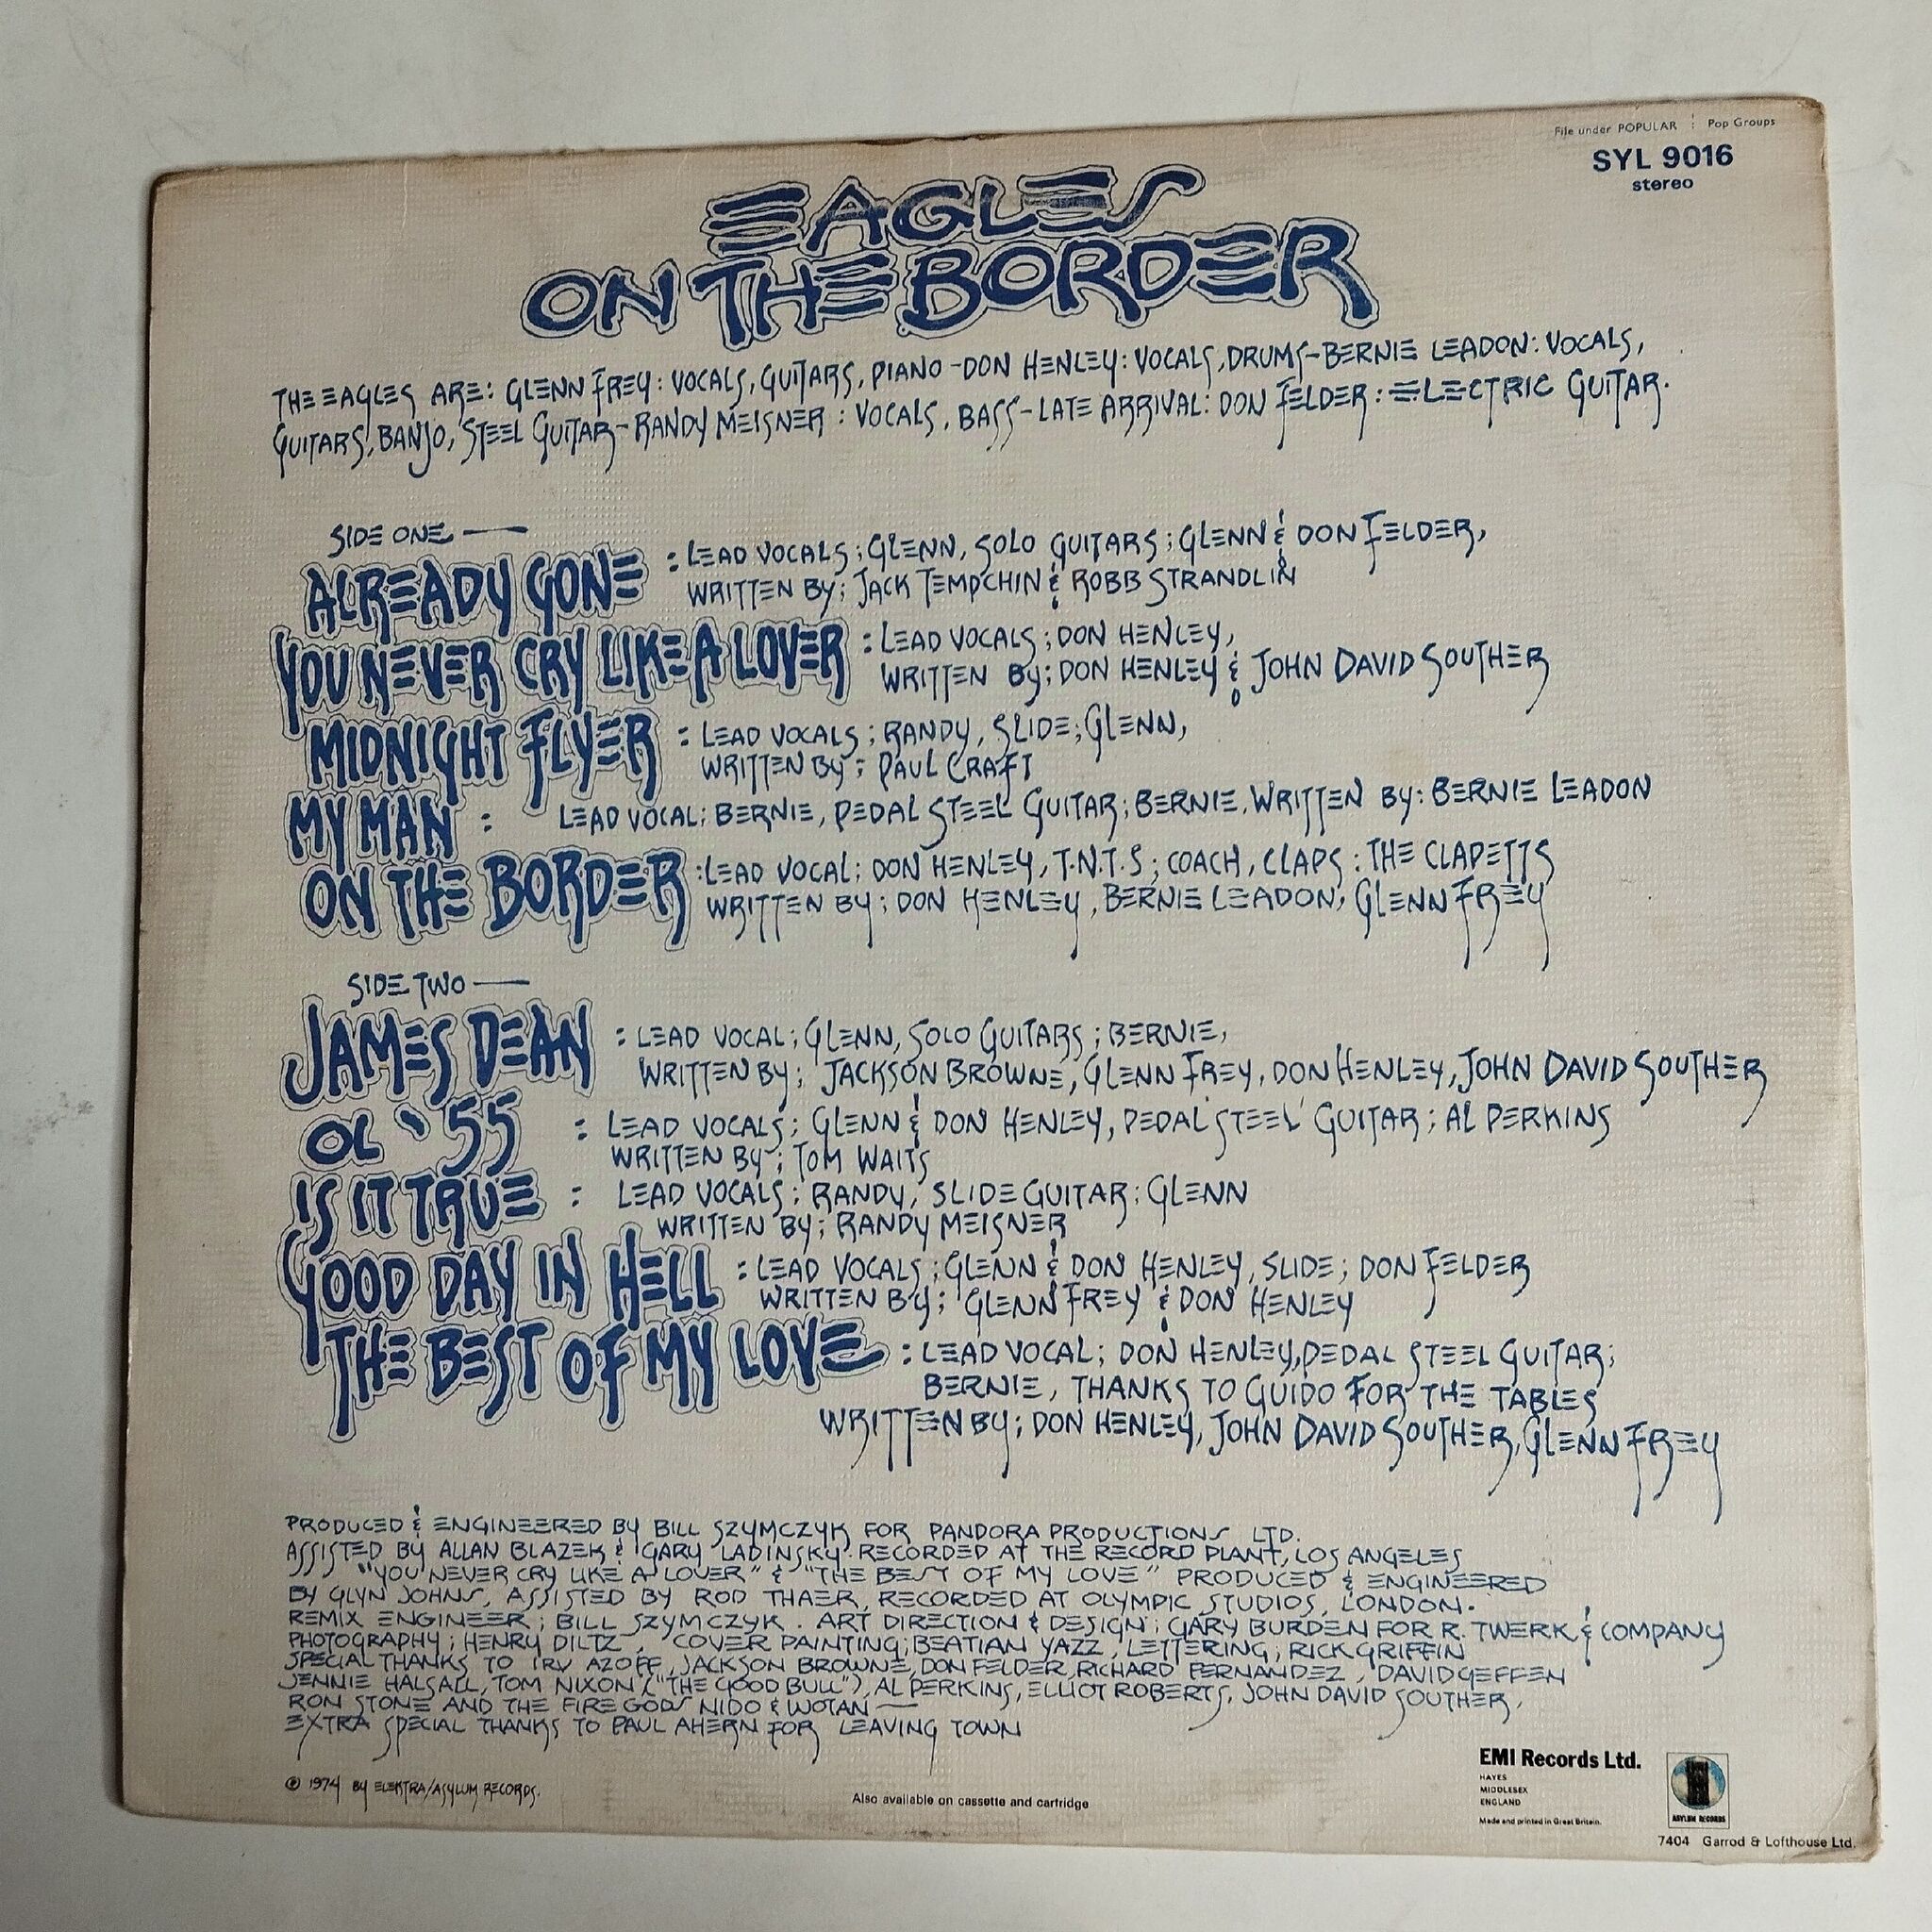 File under POPULAR : Pop Groups
SYL 9016
stereo
EAGLES
ON THE BORDER
THE EAGLES ARE: GLENN FREY: VOCALS, GUITARS, PIANO - DON HENLEY: VOCALS, DRUMS - BERNIE LEADON: VOCALS,
GUITARS, BANJO, STEEL GUITAR - RANDY MEISNER: VOCALS, BASS - LATE ARRIVAL: DON FELDER: ELECTRIC GUITAR.
SIDE ONE —
ALREADY GONE : LEAD VOCALS; GLENN, SOLO GUITARS; GLENN & DON FELDER,
WRITTEN BY; JACK TEMPCHIN & ROBB STRANDLIN
YOU NEVER CRY LIKE A LOVER : LEAD VOCALS; DON HENLEY,
WRITTEN BY; DON HENLEY & JOHN DAVID SOUTHER
MIDNIGHT FLYER : LEAD VOCALS; RANDY, SLIDE; GLENN,
WRITTEN BY; PAUL CRAFT
MY MAN : LEAD VOCAL; BERNIE, PEDAL STEEL GUITAR; BERNIE, WRITTEN BY: BERNIE LEADON
ON THE BORDER : LEAD VOCAL; DON HENLEY, T.N.T.S; COACH, CLAPS: THE CLAPETTS
WRITTEN BY; DON HENLEY, BERNIE LEADON, GLENN FREY
SIDE TWO —
JAMES DEAN : LEAD VOCAL; GLENN, SOLO GUITARS; BERNIE,
WRITTEN BY; JACKSON BROWNE, GLENN FREY, DON HENLEY, JOHN DAVID SOUTHER
OL '55 : LEAD VOCALS; GLENN & DON HENLEY, PEDAL STEEL GUITAR; AL PERKINS
WRITTEN BY; TOM WAITS
IS IT TRUE : LEAD VOCALS; RANDY, SLIDE GUITAR; GLENN
WRITTEN BY; RANDY MEISNER
GOOD DAY IN HELL : LEAD VOCALS; GLENN & DON HENLEY, SLIDE; DON FELDER
WRITTEN BY; GLENN FREY & DON HENLEY
THE BEST OF MY LOVE : LEAD VOCAL; DON HENLEY, PEDAL STEEL GUITAR;
BERNIE, THANKS TO GUIDO FOR THE TABLES
WRITTEN BY; DON HENLEY, JOHN DAVID SOUTHER, GLENN FREY
PRODUCED & ENGINEERED BY BILL SZYMCZYK FOR PANDORA PRODUCTIONS LTD.
ASSISTED BY ALLAN BLAZEK & GARY LADINSKY. RECORDED AT THE RECORD PLANT, LOS ANGELES
"YOU NEVER CRY LIKE A LOVER" & "THE BEST OF MY LOVE" PRODUCED & ENGINEERED
BY GLYN JOHNS, ASSISTED BY ROD THAER, RECORDED AT OLYMPIC STUDIOS, LONDON.
REMIX ENGINEER; BILL SZYMCZYK. ART DIRECTION & DESIGN; GARY BURDEN FOR R. TWERK & COMPANY
PHOTOGRAPHY; HENRY DILTZ, COVER PAINTING; BEATIAN YAZZ, LETTERING; RICK GRIFFIN
SPECIAL THANKS TO IRV AZOFF, JACKSON BROWNE, DON FELDER, RICHARD FERNANDEZ, DAVID GEFFEN
JENNIE HALSALL, TOM NIXON ("THE GOOD BULL"), AL PERKINS, ELLIOT ROBERTS, JOHN DAVID SOUTHER,
RON STONE AND THE FIRE GODS NIDO & WOTAN —
EXTRA SPECIAL THANKS TO PAUL AHERN FOR LEAVING TOWN
℗ 1974 BY ELEKTRA/ASYLUM RECORDS.
Also available on cassette and cartridge
EMI Records Ltd.
HAYES
MIDDLESEX
ENGLAND
Made and printed in Great Britain.
ASYLUM RECORDS
7404 Garrod & Lofthouse Ltd.